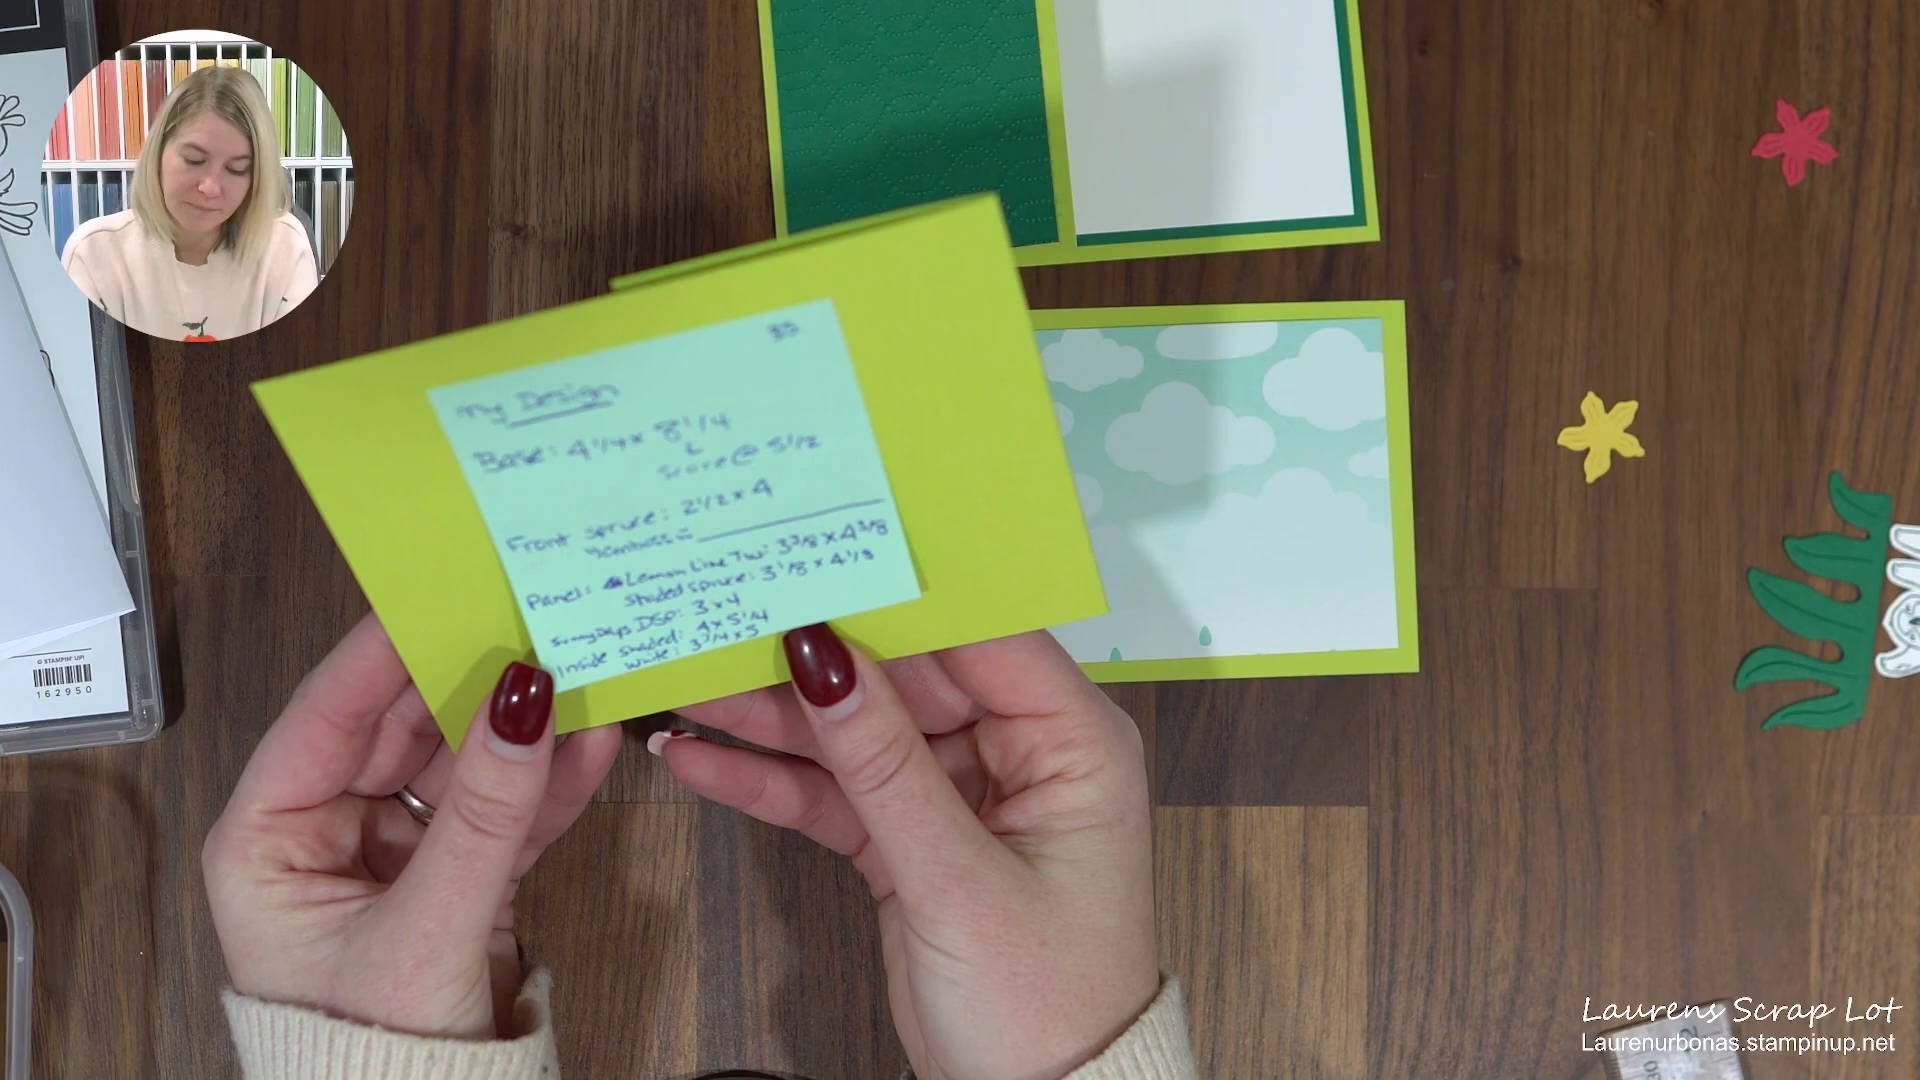 My Design
Base: 4 1/4 x 8 1/4
score @ 5 1/2
Front spruce: 2 1/2 x 4
emboss =
Panel: Lemon Lime Tw: 3 3/8 x 4 3/8
shaded spruce: 3 1/8 x 4 1/8
Sunny Days DSP: 3 x 4
Inside shaded: 4 x 5 1/4
white: 3 3/4 x 5
© STAMPIN' UP!
162950
Laurens Scrap Lot
Laurenurbonas.stampinup.net